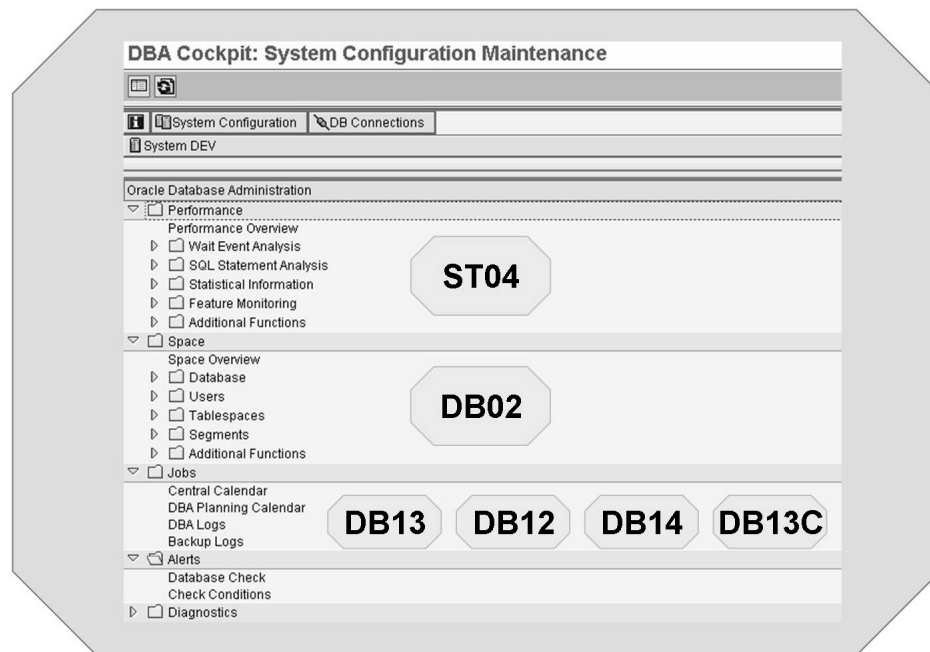 DBA Cockpit: System Configuration Maintenance
System Configuration DB Connections
System DEV
Oracle Database Administration
Performance
Performance Overview
Wait Event Analysis
SQL Statement Analysis
Statistical Information
Feature Monitoring
Additional Functions
ST04
Space
Space Overview
Database
Users
Tablespaces
Segments
Additional Functions
DB02
Jobs
Central Calendar
DBA Planning Calendar
DBA Logs
Backup Logs
DB13 DB12 DB14 DB13C
Alerts
Database Check
Check Conditions
Diagnostics